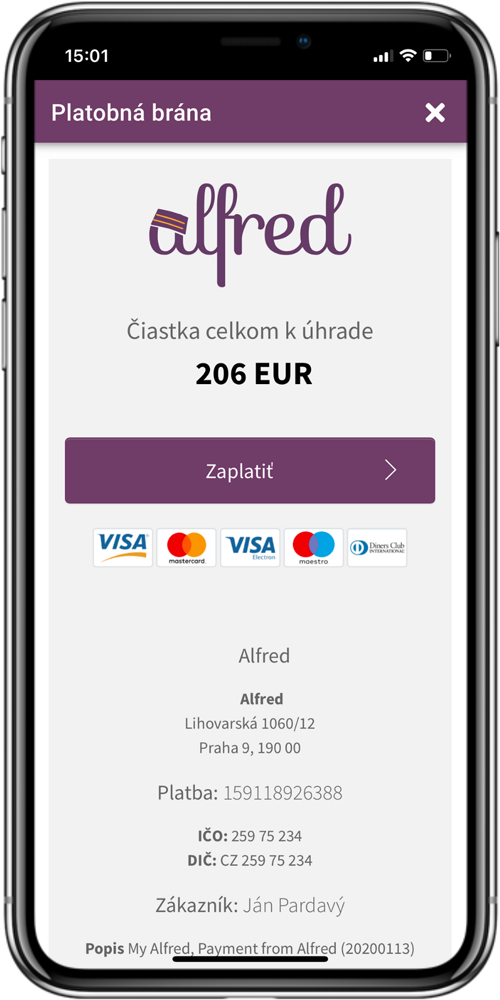 15:01
Platobná brána
alfred
Čiastka celkom k úhrade
206 EUR
Zaplatiť
VISA mastercard VISA Electron maestro Diners Club INTERNATIONAL
Alfred
Alfred
Lihovarská 1060/12
Praha 9, 190 00
Platba: 159118926388
IČO: 259 75 234
DIČ: CZ 259 75 234
Zákazník: Ján Pardavý
Popis My Alfred, Payment from Alfred (20200113)